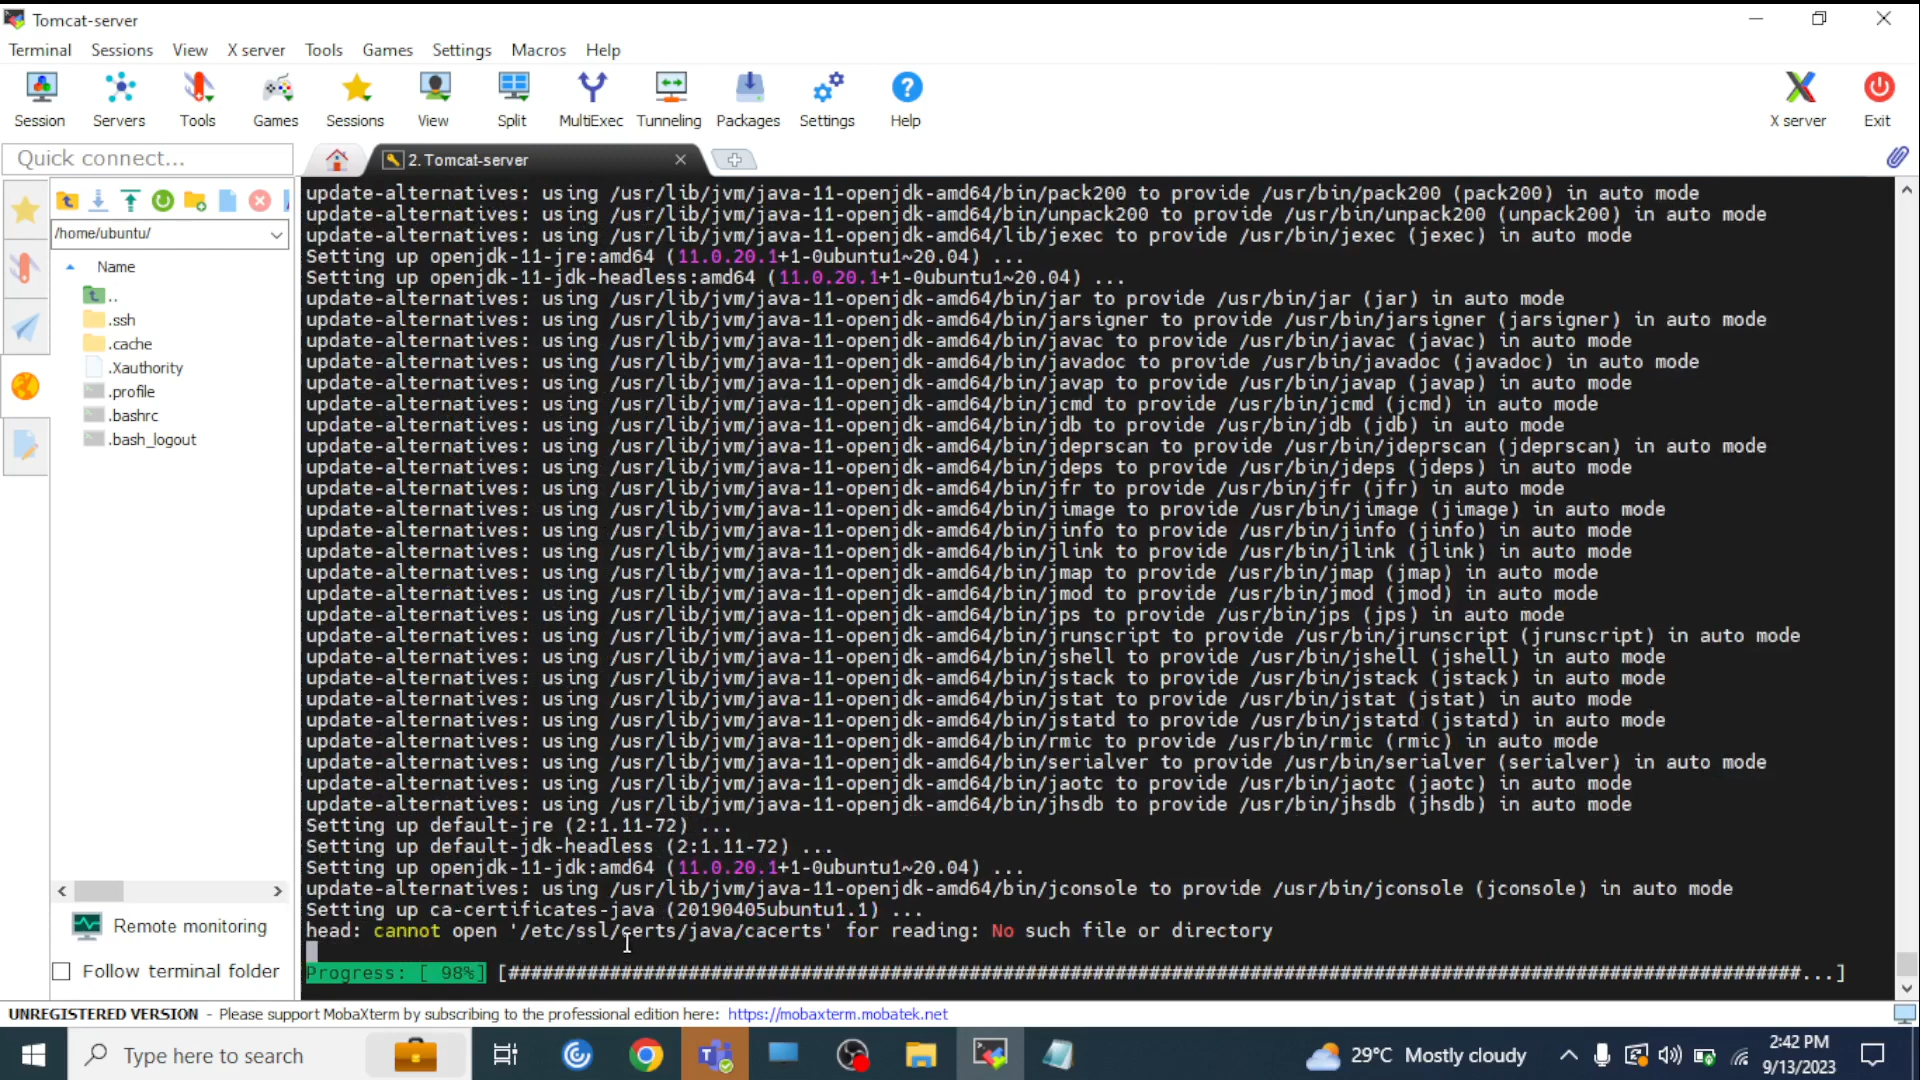 Tomcat-server
Terminal Sessions View X server Tools Games Settings Macros Help
Session Servers Tools Games Sessions View Split MultiExec Tunneling Packages Settings Help X server Exit
Quick connect...
2. Tomcat-server
/home/ubuntu/
Name
..
.ssh
.cache
.Xauthority
.profile
.bashrc
.bash_logout
Remote monitoring
Follow terminal folder
update-alternatives: using /usr/lib/jvm/java-11-openjdk-amd64/bin/pack200 to provide /usr/bin/pack200 (pack200) in auto mode
update-alternatives: using /usr/lib/jvm/java-11-openjdk-amd64/bin/unpack200 to provide /usr/bin/unpack200 (unpack200) in auto mode
update-alternatives: using /usr/lib/jvm/java-11-openjdk-amd64/lib/jexec to provide /usr/bin/jexec (jexec) in auto mode
Setting up openjdk-11-jre:amd64 (11.0.20.1+1-0ubuntu1~20.04) ...
Setting up openjdk-11-jdk-headless:amd64 (11.0.20.1+1-0ubuntu1~20.04) ...
update-alternatives: using /usr/lib/jvm/java-11-openjdk-amd64/bin/jar to provide /usr/bin/jar (jar) in auto mode
update-alternatives: using /usr/lib/jvm/java-11-openjdk-amd64/bin/jarsigner to provide /usr/bin/jarsigner (jarsigner) in auto mode
update-alternatives: using /usr/lib/jvm/java-11-openjdk-amd64/bin/javac to provide /usr/bin/javac (javac) in auto mode
update-alternatives: using /usr/lib/jvm/java-11-openjdk-amd64/bin/javadoc to provide /usr/bin/javadoc (javadoc) in auto mode
update-alternatives: using /usr/lib/jvm/java-11-openjdk-amd64/bin/javap to provide /usr/bin/javap (javap) in auto mode
update-alternatives: using /usr/lib/jvm/java-11-openjdk-amd64/bin/jcmd to provide /usr/bin/jcmd (jcmd) in auto mode
update-alternatives: using /usr/lib/jvm/java-11-openjdk-amd64/bin/jdb to provide /usr/bin/jdb (jdb) in auto mode
update-alternatives: using /usr/lib/jvm/java-11-openjdk-amd64/bin/jdeprscan to provide /usr/bin/jdeprscan (jdeprscan) in auto mode
update-alternatives: using /usr/lib/jvm/java-11-openjdk-amd64/bin/jdeps to provide /usr/bin/jdeps (jdeps) in auto mode
update-alternatives: using /usr/lib/jvm/java-11-openjdk-amd64/bin/jfr to provide /usr/bin/jfr (jfr) in auto mode
update-alternatives: using /usr/lib/jvm/java-11-openjdk-amd64/bin/jimage to provide /usr/bin/jimage (jimage) in auto mode
update-alternatives: using /usr/lib/jvm/java-11-openjdk-amd64/bin/jinfo to provide /usr/bin/jinfo (jinfo) in auto mode
update-alternatives: using /usr/lib/jvm/java-11-openjdk-amd64/bin/jlink to provide /usr/bin/jlink (jlink) in auto mode
update-alternatives: using /usr/lib/jvm/java-11-openjdk-amd64/bin/jmap to provide /usr/bin/jmap (jmap) in auto mode
update-alternatives: using /usr/lib/jvm/java-11-openjdk-amd64/bin/jmod to provide /usr/bin/jmod (jmod) in auto mode
update-alternatives: using /usr/lib/jvm/java-11-openjdk-amd64/bin/jps to provide /usr/bin/jps (jps) in auto mode
update-alternatives: using /usr/lib/jvm/java-11-openjdk-amd64/bin/jrunscript to provide /usr/bin/jrunscript (jrunscript) in auto mode
update-alternatives: using /usr/lib/jvm/java-11-openjdk-amd64/bin/jshell to provide /usr/bin/jshell (jshell) in auto mode
update-alternatives: using /usr/lib/jvm/java-11-openjdk-amd64/bin/jstack to provide /usr/bin/jstack (jstack) in auto mode
update-alternatives: using /usr/lib/jvm/java-11-openjdk-amd64/bin/jstat to provide /usr/bin/jstat (jstat) in auto mode
update-alternatives: using /usr/lib/jvm/java-11-openjdk-amd64/bin/jstatd to provide /usr/bin/jstatd (jstatd) in auto mode
update-alternatives: using /usr/lib/jvm/java-11-openjdk-amd64/bin/rmic to provide /usr/bin/rmic (rmic) in auto mode
update-alternatives: using /usr/lib/jvm/java-11-openjdk-amd64/bin/serialver to provide /usr/bin/serialver (serialver) in auto mode
update-alternatives: using /usr/lib/jvm/java-11-openjdk-amd64/bin/jaotc to provide /usr/bin/jaotc (jaotc) in auto mode
update-alternatives: using /usr/lib/jvm/java-11-openjdk-amd64/bin/jhsdb to provide /usr/bin/jhsdb (jhsdb) in auto mode
Setting up default-jre (2:1.11-72) ...
Setting up default-jdk-headless (2:1.11-72) ...
Setting up openjdk-11-jdk:amd64 (11.0.20.1+1-0ubuntu1~20.04) ...
update-alternatives: using /usr/lib/jvm/java-11-openjdk-amd64/bin/jconsole to provide /usr/bin/jconsole (jconsole) in auto mode
Setting up ca-certificates-java (20190405ubuntu1.1) ...
head: cannot open '/etc/ssl/certs/java/cacerts' for reading: No such file or directory
Progress: [ 98%] [####################################################################################################################...]
UNREGISTERED VERSION - Please support MobaXterm by subscribing to the professional edition here: https://mobaxterm.mobatek.net
Type here to search
29°C Mostly cloudy
2:42 PM
9/13/2023